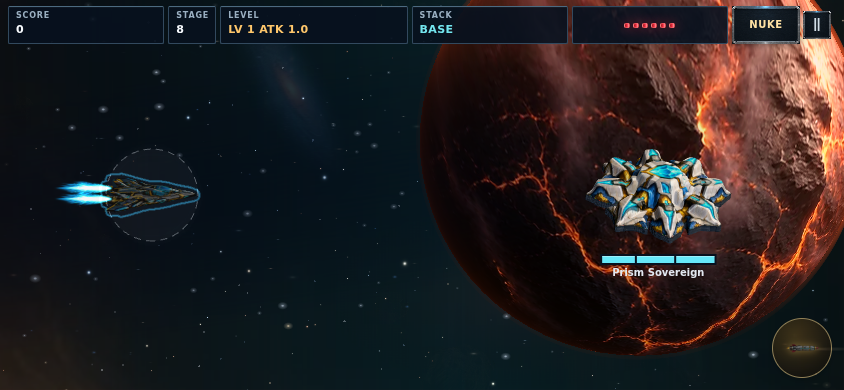 SCORE
0
STAGE
8
LEVEL
LV 1 ATK 1.0
STACK
BASE
NUKE
Prism Sovereign